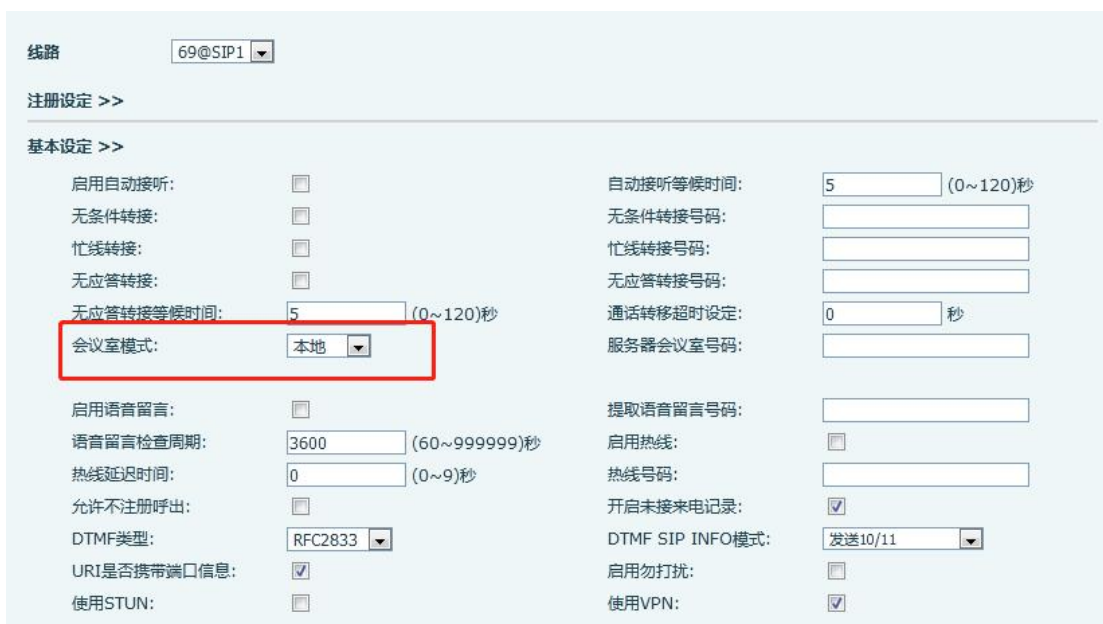 线路 69@SIP1
注册设定 >>
基本设定 >>
启用自动接听: 自动接听等候时间: 5 (0~120)秒
无条件转接: 无条件转接号码:
忙线转接: 忙线转接号码:
无应答转接: 无应答转接号码:
无应答转接等候时间: 5 (0~120)秒 通话转移超时设定: 0 秒
会议室模式: 本地 服务器会议室号码:
启用语音留言: 提取语音留言号码:
语音留言检查周期: 3600 (60~999999)秒 启用热线:
热线延迟时间: 0 (0~9)秒 热线号码:
允许不注册呼出: 开启未接来电记录:
DTMF类型: RFC2833 DTMF SIP INFO模式: 发送10/11
URI是否携带端口信息: 启用勿打扰:
使用STUN: 使用VPN: